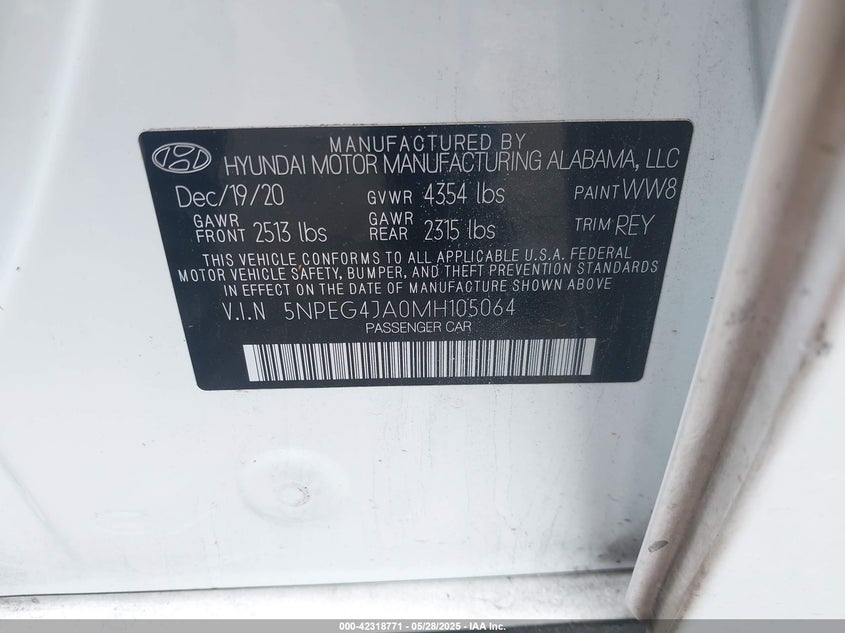 MANUFACTURED BY
HYUNDAI MOTOR MANUFACTURING ALABAMA, LLC
Dec/19/20 GVWR 4354 lbs PAINT WW8
GAWR FRONT 2513 lbs GAWR REAR 2315 lbs TRIM REY
THIS VEHICLE CONFORMS TO ALL APPLICABLE U.S.A. FEDERAL
MOTOR VEHICLE SAFETY, BUMPER, AND THEFT PREVENTION STANDARDS
IN EFFECT ON THE DATE OF MANUFACTURE SHOWN ABOVE
V.I.N 5NPEG4JA0MH105064
PASSENGER CAR
000-42318771 | 05/28/2025 | IAA Inc.